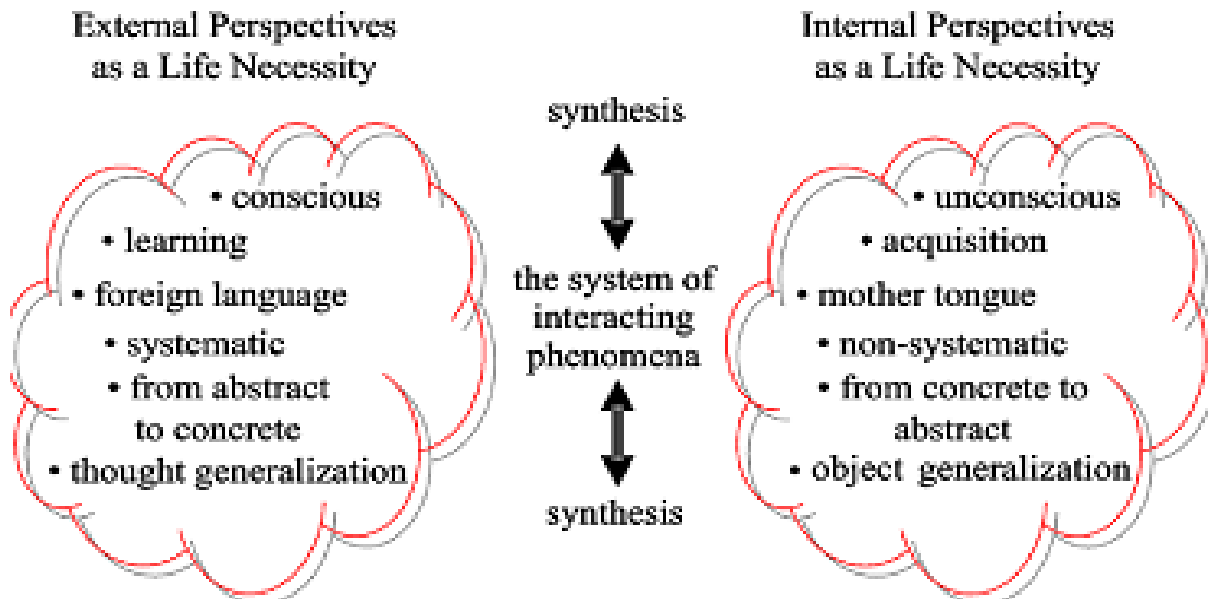 External Perspectives
as a Life Necessity
• conscious
• learning
• foreign language
• systematic
• from abstract
to concrete
• thought generalization
synthesis
the system of
interacting
phenomena
synthesis
Internal Perspectives
as a Life Necessity
• unconscious
• acquisition
• mother tongue
• non-systematic
• from concrete to
abstract
• object generalization